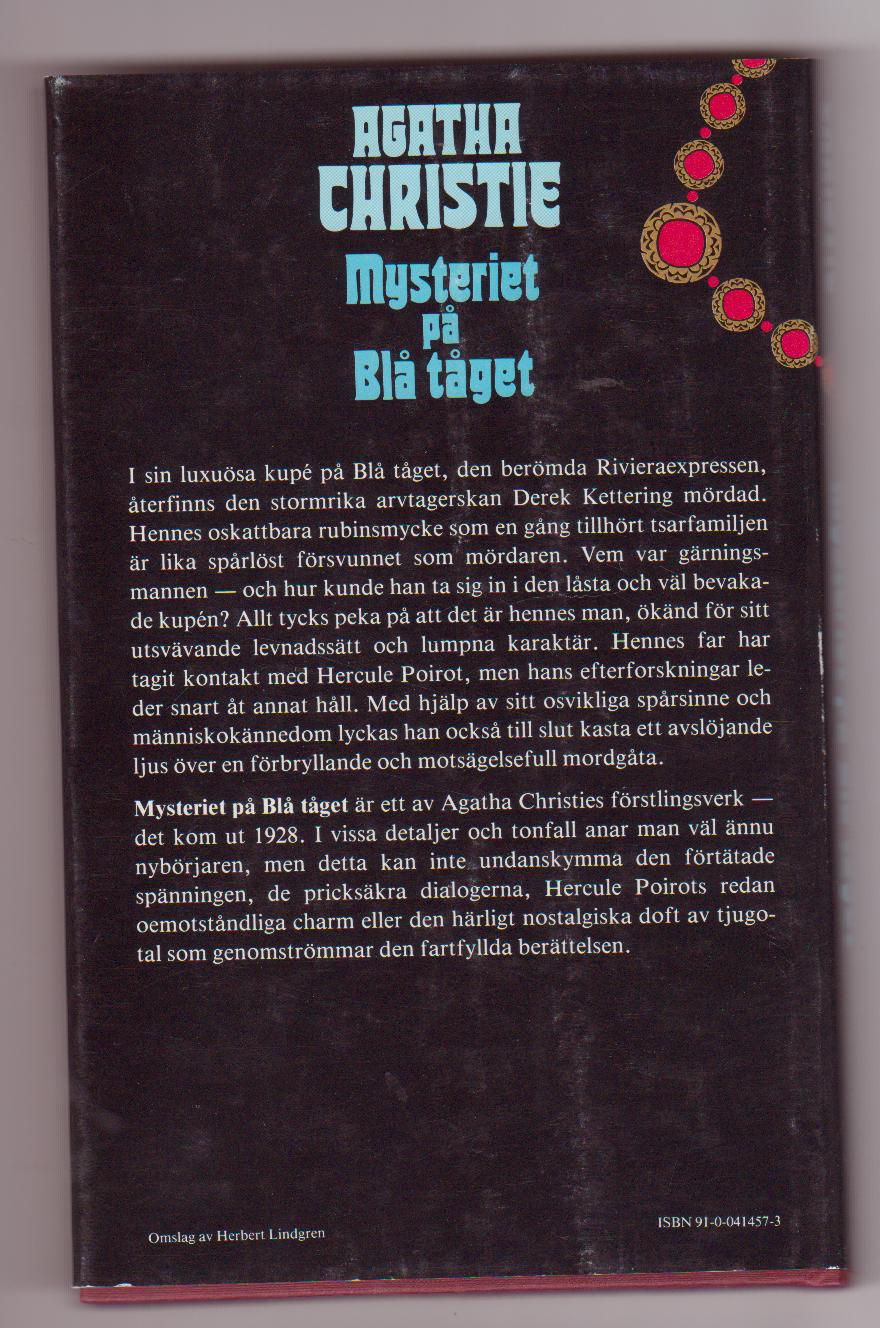 AGATHA
CHRISTIE
Mysteriet
på
Blå tåget
I sin luxuösa kupé på Blå tåget, den berömda Rivieraexpressen,
återfinns den stormrika arvtagerskan Derek Kettering mördad.
Hennes oskattbara rubinsmycke som en gång tillhört tsarfamiljen
är lika spårlöst försvunnet som mördaren. Vem var gärnings-
mannen — och hur kunde han ta sig in i den låsta och väl bevaka-
de kupén? Allt tycks peka på att det är hennes man, ökänd för sitt
utsvävande levnadssätt och lumpna karaktär. Hennes far har
tagit kontakt med Hercule Poirot, men hans efterforskningar le-
der snart åt annat håll. Med hjälp av sitt osvikliga spårsinne och
människokännedom lyckas han också till slut kasta ett avslöjande
ljus över en förbryllande och motsägelsefull mordgåta.
Mysteriet på Blå tåget är ett av Agatha Christies förstlingsverk —
det kom ut 1928. I vissa detaljer och tonfall anar man väl ännu
nybörjaren, men detta kan inte undanskymma den förtätade
spänningen, de pricksäkra dialogerna, Hercule Poirots redan
oemotståndliga charm eller den härligt nostalgiska doft av tjugo-
tal som genomströmmar den fartfyllda berättelsen.
Omslag av Herbert Lindgren
ISBN 91-0-041457-3